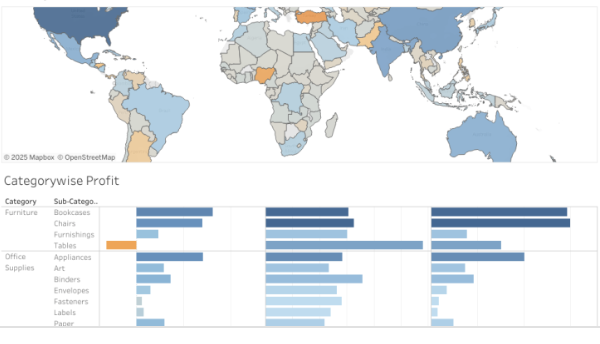 © 2025 Mapbox © OpenStreetMap
Categorywise Profit
Category Sub-Catego..
Furniture Bookcases
Chairs
Furnishings
Tables
Office Appliances
Supplies Art
Binders
Envelopes
Fasteners
Labels
Paper